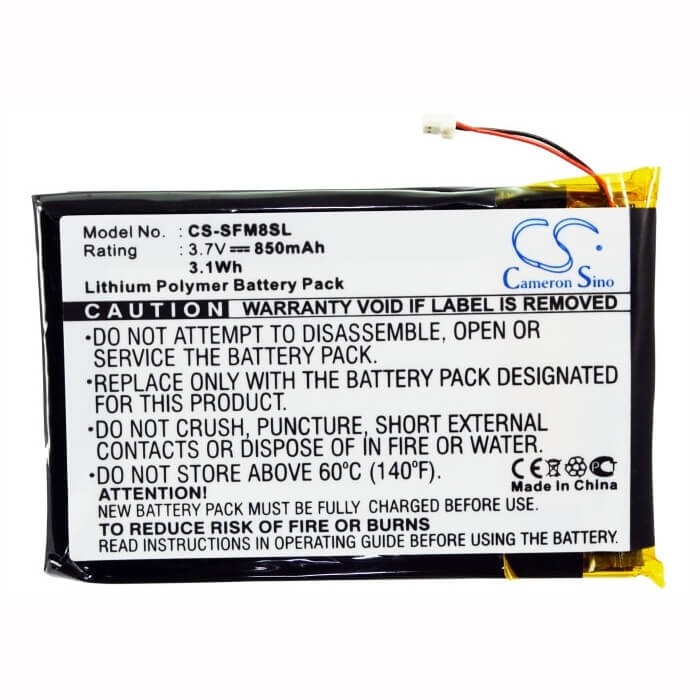 Model No. : CS-SFM8SL
Rating : 3.7V 850mAh
3.1Wh
Lithium Polymer Battery Pack
CS
Cameron Sino
CAUTION WARRANTY VOID IF LABEL IS REMOVED
•DO NOT ATTEMPT TO DISASSEMBLE, OPEN OR
SERVICE THE BATTERY PACK.
•REPLACE ONLY WITH THE BATTERY PACK DESIGNATED
FOR THIS PRODUCT.
•DO NOT CRUSH, PUNCTURE, SHORT EXTERNAL
CONTACTS OR DISPOSE OF IN FIRE OR WATER.
•DO NOT STORE ABOVE 60°C (140°F).
CE PCT
Made in China
ATTENTION!
NEW BATTERY PACK MUST BE FULLY CHARGED BEFORE USE.
TO REDUCE RISK OF FIRE OR BURNS
READ INSTRUCTIONS IN OPERATING GUIDE BEFORE USING THE BATTERY.